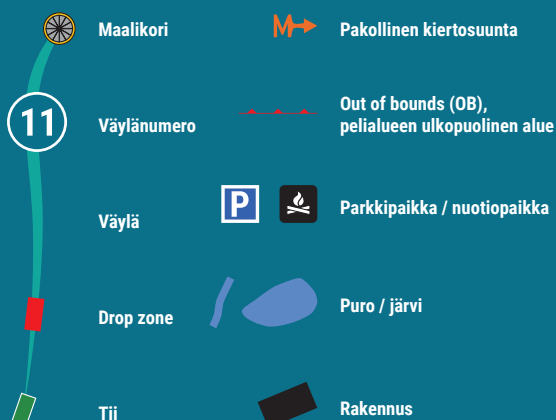 Maalikori
M
Pakollinen kiertosuunta
11
Väylänumero
Out of bounds (OB),
pelialueen ulkopuolinen alue
Väylä
P
Parkkipaikka / nuotiopaikka
Drop zone
Puro / järvi
Tii
Rakennus